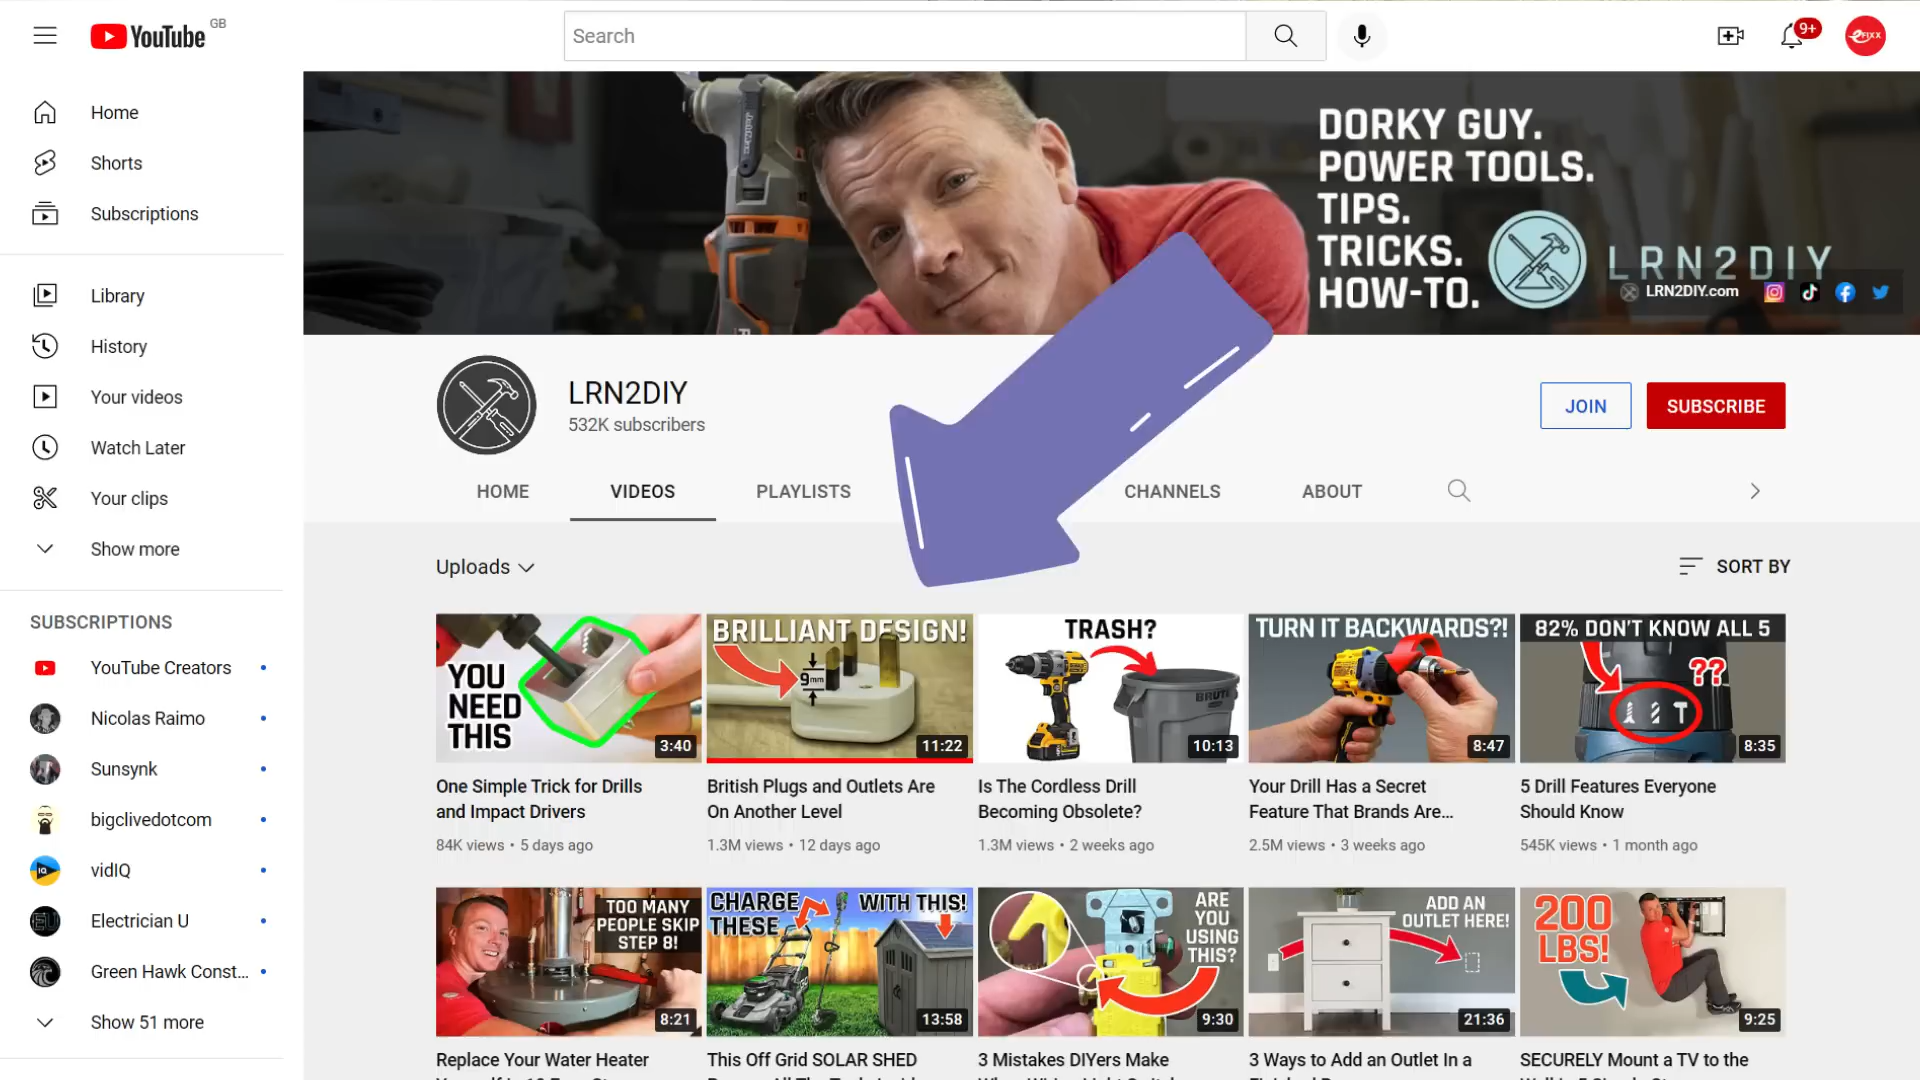 YouTube GB
Search
9+
eFIXX
Home
Shorts
Subscriptions
Library
History
Your videos
Watch Later
Your clips
Show more
SUBSCRIPTIONS
YouTube Creators
Nicolas Raimo
Sunsynk
bigclivedotcom
vidIQ
Electrician U
Green Hawk Const...
Show 51 more
DORKY GUY.
POWER TOOLS.
TIPS.
TRICKS.
HOW-TO.
LRN2DIY
LRN2DIY.com
LRN2DIY
532K subscribers
JOIN
SUBSCRIBE
HOME
VIDEOS
PLAYLISTS
CHANNELS
ABOUT
Uploads
SORT BY
YOU
NEED
THIS
3:40
One Simple Trick for Drills
and Impact Drivers
84K views • 5 days ago
BRILLIANT DESIGN!
9mm
11:22
British Plugs and Outlets Are
On Another Level
1.3M views • 12 days ago
TRASH?
BRUTE
10:13
Is The Cordless Drill
Becoming Obsolete?
1.3M views • 2 weeks ago
TURN IT BACKWARDS?!
8:47
Your Drill Has a Secret
Feature That Brands Are...
2.5M views • 3 weeks ago
82% DON'T KNOW ALL 5
??
8:35
5 Drill Features Everyone
Should Know
545K views • 1 month ago
TOO MANY
PEOPLE SKIP
STEP 8!
8:21
Replace Your Water Heater
CHARGE
THESE
WITH THIS!
13:58
This Off Grid SOLAR SHED
ARE
YOU
USING
THIS?
9:30
3 Mistakes DIYers Make
ADD AN
OUTLET HERE!
21:36
3 Ways to Add an Outlet In a
200
LBS!
9:25
SECURELY Mount a TV to the